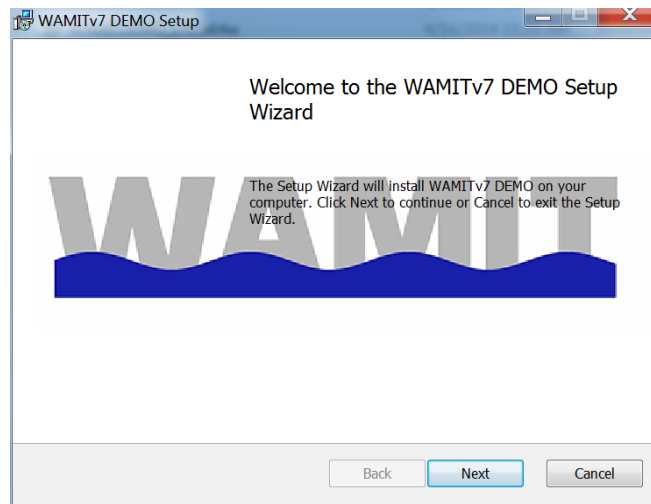 WAMITv7 DEMO Setup
Welcome to the WAMITv7 DEMO Setup
Wizard
The Setup Wizard will install WAMITv7 DEMO on your
computer. Click Next to continue or Cancel to exit the Setup
Wizard.
WAMIT
Back Next Cancel